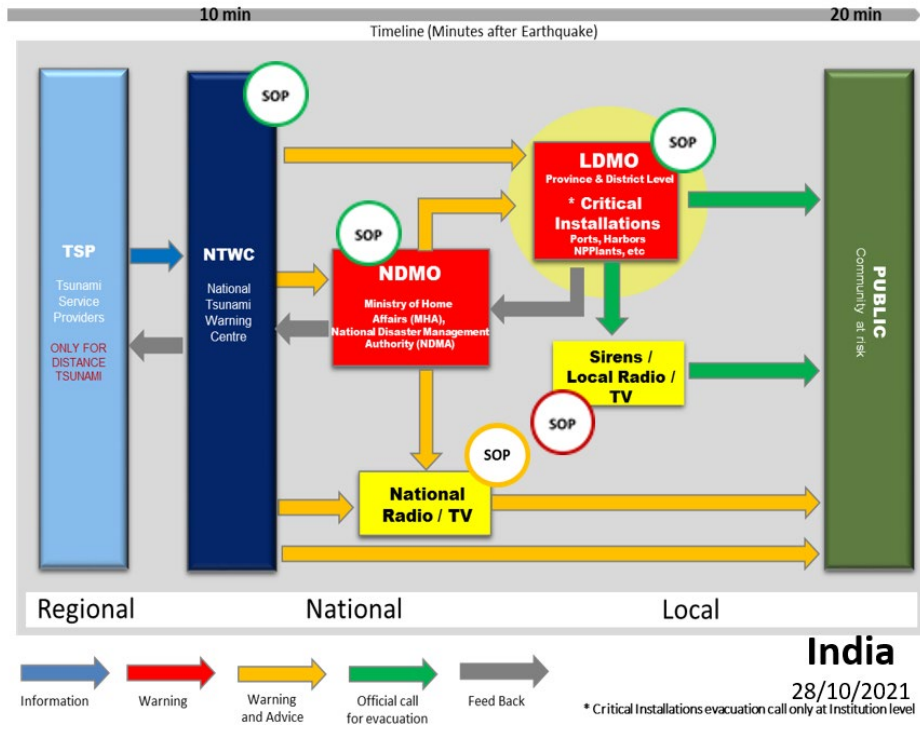 10 min
20 min
Timeline (Minutes after Earthquake)
TSP
Tsunami
Service
Providers
ONLY FOR
DISTANCE
TSUNAMI
NTWC
National
Tsunami
Warning
Centre
SOP
SOP
NDMO
Ministry of Home
Affairs (MHA),
National Disaster Management
Authority (NDMA)
SOP
LDMO
Province & District Level
* Critical
Installations
Ports, Harbors
NPPlants, etc
Sirens /
Local Radio /
TV
SOP
SOP
National
Radio / TV
PUBLIC
Community at risk
Regional
National
Local
Information
Warning
Warning
and Advice
Official call
for evacuation
Feed Back
India
28/10/2021
* Critical Installations evacuation call only at Institution level